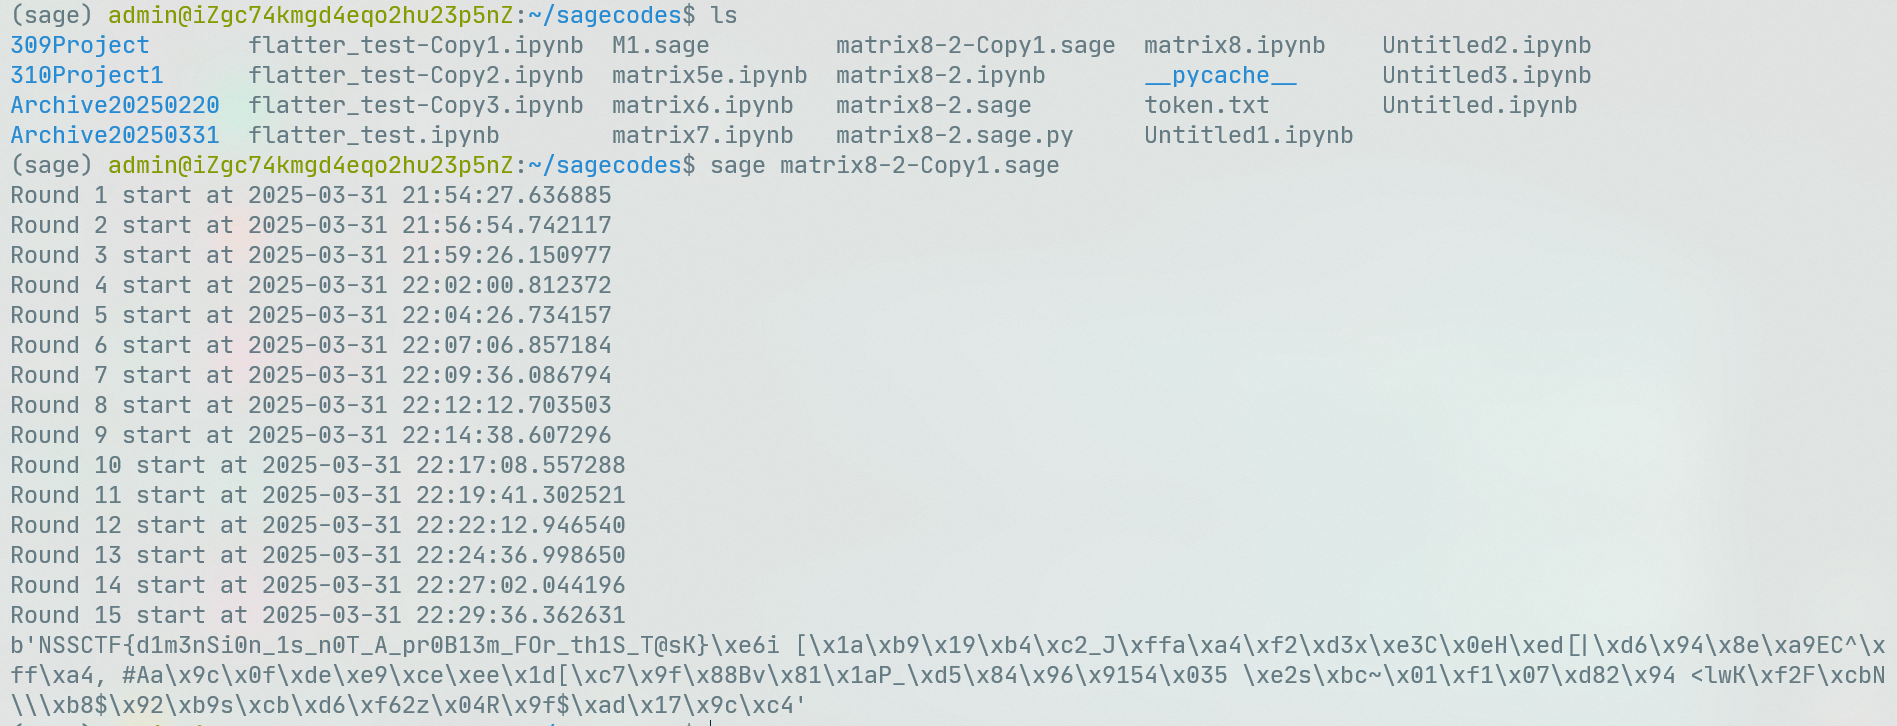 (sage) admin@iZgc74kmgd4eqo2hu23p5nZ:~/sagecodes$ ls
309Project       flatter_test-Copy1.ipynb  M1.sage         matrix8-2-Copy1.sage  matrix8.ipynb    Untitled2.ipynb
310Project1      flatter_test-Copy2.ipynb  matrix5e.ipynb  matrix8-2.ipynb       __pycache__      Untitled3.ipynb
Archive20250220  flatter_test-Copy3.ipynb  matrix6.ipynb   matrix8-2.sage        token.txt        Untitled.ipynb
Archive20250331  flatter_test.ipynb        matrix7.ipynb   matrix8-2.sage.py     Untitled1.ipynb
(sage) admin@iZgc74kmgd4eqo2hu23p5nZ:~/sagecodes$ sage matrix8-2-Copy1.sage
Round 1 start at 2025-03-31 21:54:27.636885
Round 2 start at 2025-03-31 21:56:54.742117
Round 3 start at 2025-03-31 21:59:26.150977
Round 4 start at 2025-03-31 22:02:00.812372
Round 5 start at 2025-03-31 22:04:26.734157
Round 6 start at 2025-03-31 22:07:06.857184
Round 7 start at 2025-03-31 22:09:36.086794
Round 8 start at 2025-03-31 22:12:12.703503
Round 9 start at 2025-03-31 22:14:38.607296
Round 10 start at 2025-03-31 22:17:08.557288
Round 11 start at 2025-03-31 22:19:41.302521
Round 12 start at 2025-03-31 22:22:12.946540
Round 13 start at 2025-03-31 22:24:36.998650
Round 14 start at 2025-03-31 22:27:02.044196
Round 15 start at 2025-03-31 22:29:36.362631
b'NSSCTF{d1m3nSi0n_1s_n0T_A_pr0B13m_FOr_th1S_T@sK}\xe6i [\x1a\xb9\x19\xb4\xc2_J\xffa\xa4\xf2\xd3x\xe3C\x0eH\xed[|\xd6\x94\x8e\xa9EC^\x
ff\xa4, #Aa\x9c\x0f\xde\xe9\xce\xee\x1d[\xc7\x9f\x88Bv\x81\x1aP_\xd5\x84\x96\x9154\x035 \xe2s\xbc~\x01\xf1\x07\xd82\x94 <lwK\xf2F\xcbN
\\\xb8$\x92\xb9s\xcb\xd6\xf62z\x04R\x9f$\xad\x17\x9c\xc4'